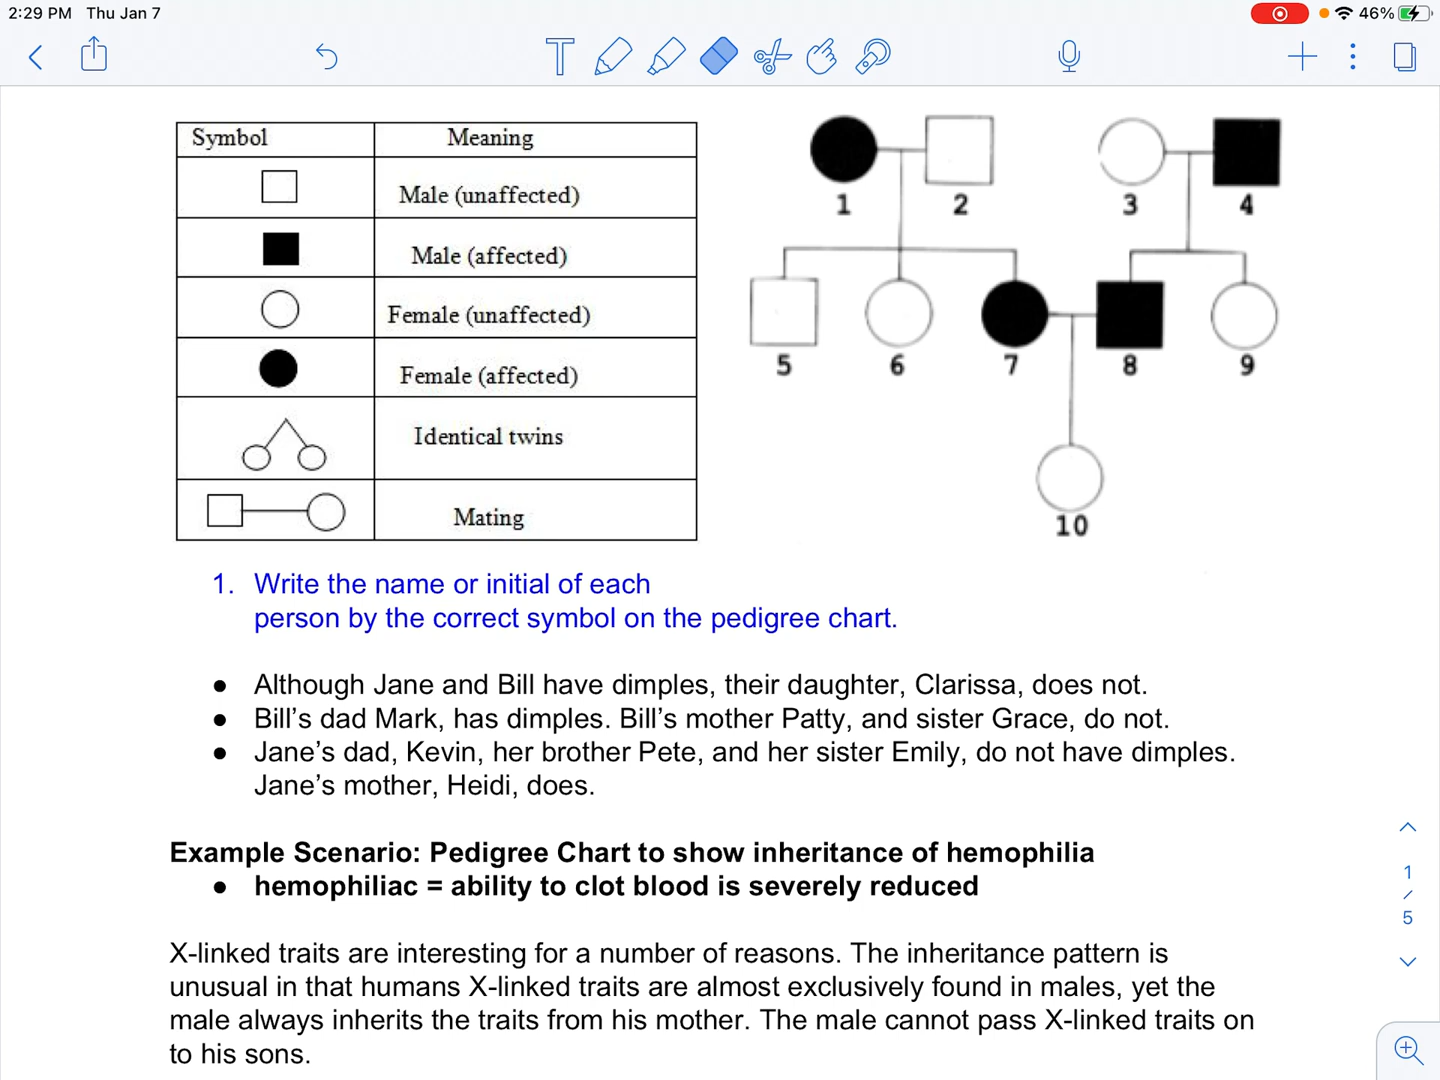 2:29 PM Thu Jan 7
46%
Symbol Meaning
Male (unaffected)
Male (affected)
Female (unaffected)
Female (affected)
Identical twins
Mating
1 2 3 4
5 6 7 8 9
10
1. Write the name or initial of each
person by the correct symbol on the pedigree chart.
● Although Jane and Bill have dimples, their daughter, Clarissa, does not.
● Bill’s dad Mark, has dimples. Bill’s mother Patty, and sister Grace, do not.
● Jane’s dad, Kevin, her brother Pete, and her sister Emily, do not have dimples.
Jane’s mother, Heidi, does.
Example Scenario: Pedigree Chart to show inheritance of hemophilia
● hemophiliac = ability to clot blood is severely reduced
X-linked traits are interesting for a number of reasons. The inheritance pattern is
unusual in that humans X-linked traits are almost exclusively found in males, yet the
male always inherits the traits from his mother. The male cannot pass X-linked traits on
to his sons.
1
/
5